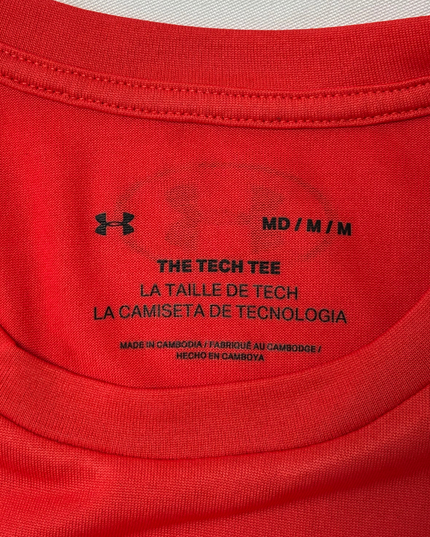 MD / M / M
THE TECH TEE
LA TAILLE DE TECH
LA CAMISETA DE TECNOLOGIA
MADE IN CAMBODIA / FABRIQUÉ AU CAMBODGE /
HECHO EN CAMBOYA